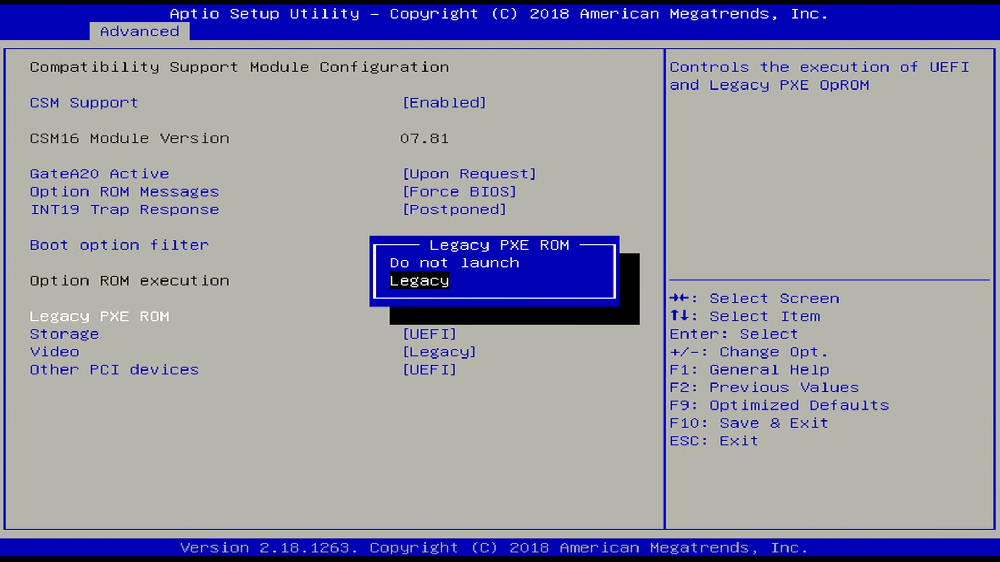 Aptio Setup Utility – Copyright (C) 2018 American Megatrends, Inc.
Advanced
Compatibility Support Module Configuration
CSM Support [Enabled]
CSM16 Module Version 07.81
GateA20 Active [Upon Request]
Option ROM Messages [Force BIOS]
INT19 Trap Response [Postponed]
Boot option filter
Option ROM execution
Legacy PXE ROM
Storage [UEFI]
Video [Legacy]
Other PCI devices [UEFI]
Legacy PXE ROM
Do not launch
Legacy
Controls the execution of UEFI
and Legacy PXE OpROM
→←: Select Screen
↑↓: Select Item
Enter: Select
+/-: Change Opt.
F1: General Help
F2: Previous Values
F9: Optimized Defaults
F10: Save & Exit
ESC: Exit
Version 2.18.1263. Copyright (C) 2018 American Megatrends, Inc.